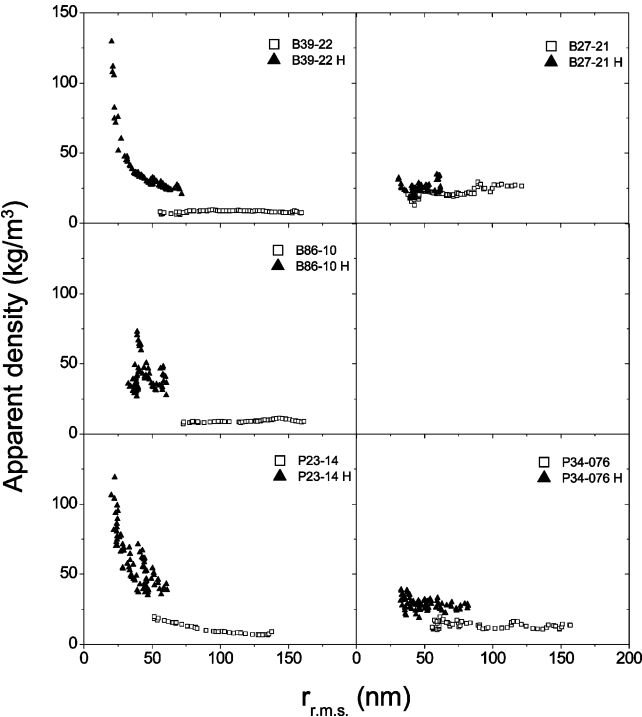 150
B39-22
B39-22 H
B27-21
B27-21 H
100
50
0
B86-10
B86-10 H
100
50
0
P23-14
P23-14 H
P34-076
P34-076 H
100
50
0
0 50 100 150 50 100 150 200
Apparent density (kg/m³)
r r.m.s. (nm)